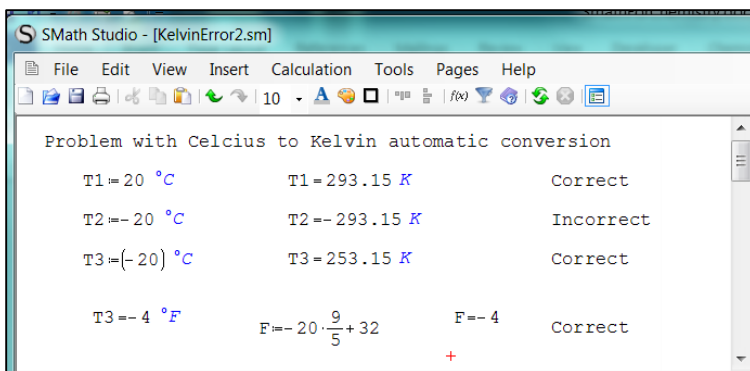 SMath Studio - [KelvinError2.sm]
File Edit View Insert Calculation Tools Pages Help
10 A f(x)
Problem with Celcius to Kelvin automatic conversion
T1≔20 °C T1=293.15 K Correct
T2≔-20 °C T2=-293.15 K Incorrect
T3≔(-20) °C T3=253.15 K Correct
T3=-4 °F F≔-20·9/5+32 F=-4 Correct